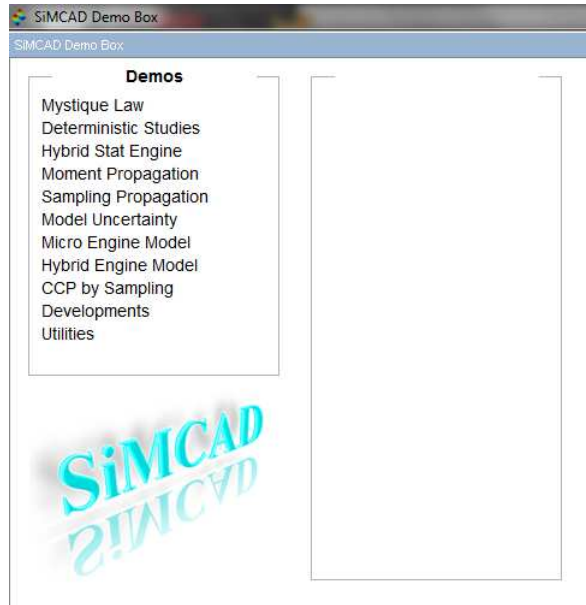 SiMCAD Demo Box
SiMCAD Demo Box
Demos
Mystique Law
Deterministic Studies
Hybrid Stat Engine
Moment Propagation
Sampling Propagation
Model Uncertainty
Micro Engine Model
Hybrid Engine Model
CCP by Sampling
Developments
Utilities
SiMCAD